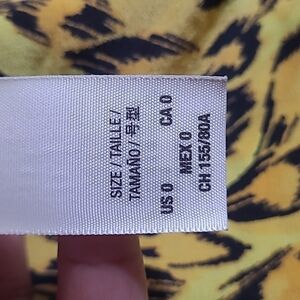 SIZE / TAILLE /
TAMAÑO / 号型
US 0 CA 0
MEX 0
CH 155/80A